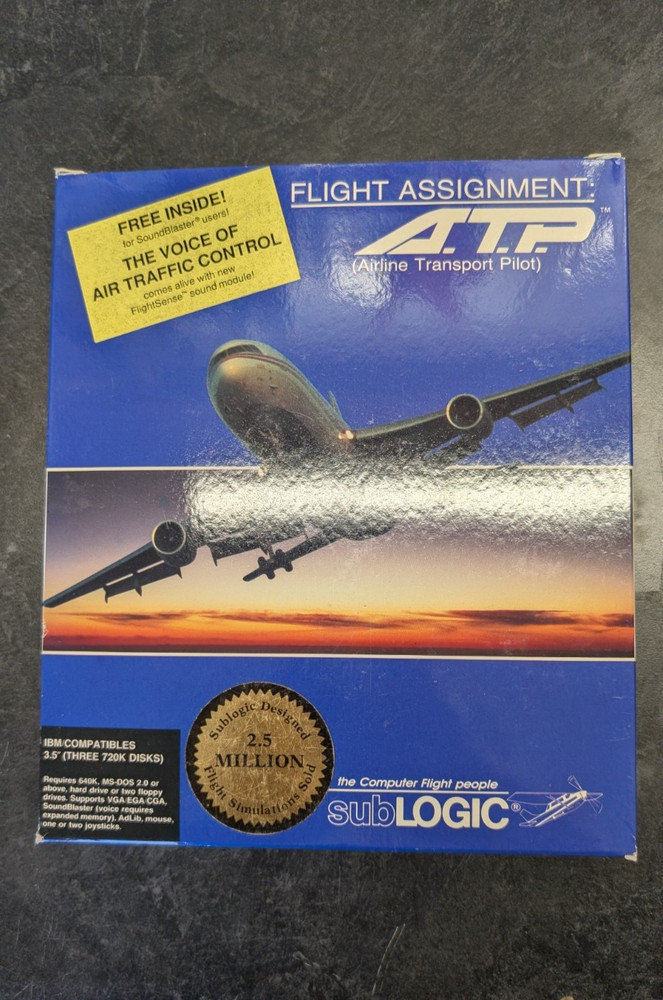 FLIGHT ASSIGNMENT:
A.T.P.™
(Airline Transport Pilot)
FREE INSIDE!
for SoundBlaster® users!
THE VOICE OF
AIR TRAFFIC CONTROL
comes alive with new
FlightSense™ sound module!
IBM/COMPATIBLES
3.5" (THREE 720K DISKS)
Requires 640K, MS-DOS 2.0 or
above, hard drive or two floppy
drives. Supports VGA EGA CGA,
SoundBlaster (voice requires
expanded memory), AdLib, mouse,
one or two joysticks.
Sublogic Designed
2.5
MILLION
Flight Simulations Sold
the Computer Flight people
subLOGIC®